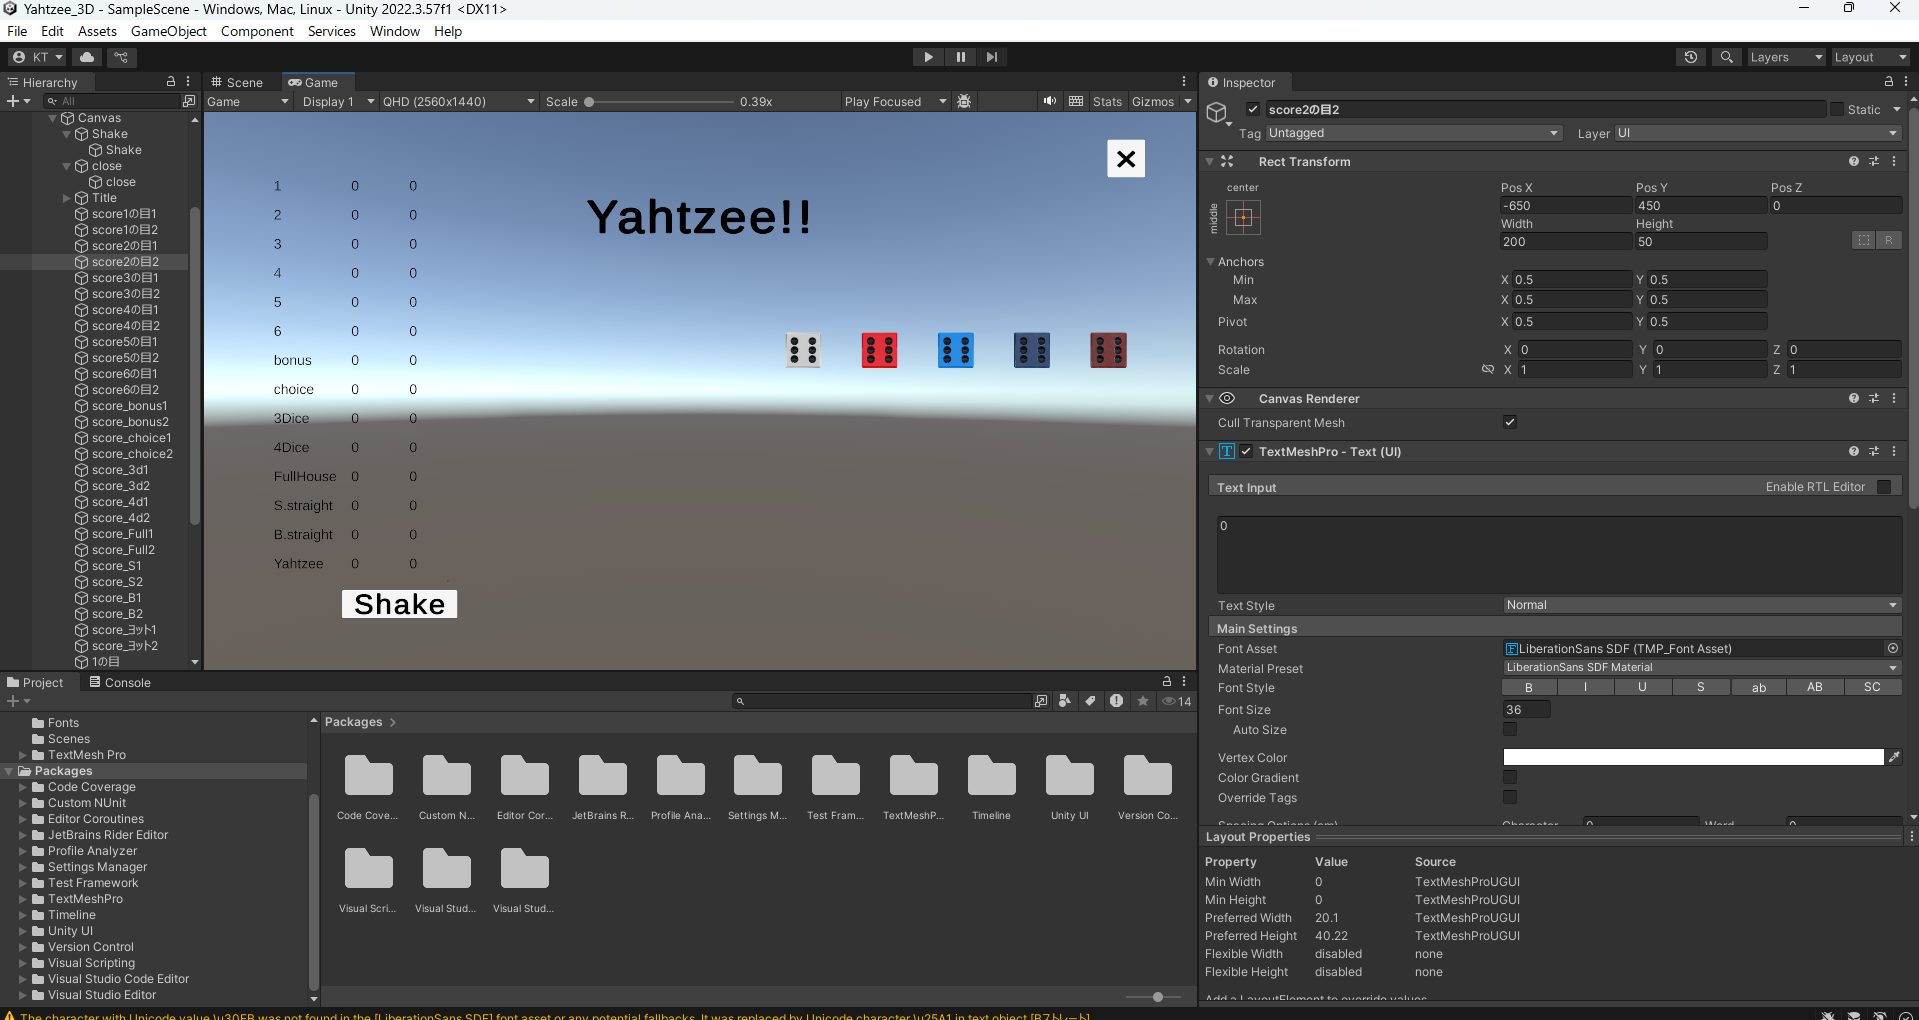 Yahtzee_3D - SampleScene - Windows, Mac, Linux - Unity 2022.3.57f1 <DX11>
File Edit Assets GameObject Component Services Window Help
KT Layers Layout
Hierarchy
All
Canvas
Shake
Shake
close
close
Title
score1の目1
score1の目2
score2の目1
score2の目2
score3の目1
score3の目2
score4の目1
score4の目2
score5の目1
score5の目2
score6の目1
score6の目2
score_bonus1
score_bonus2
score_choice1
score_choice2
score_3d1
score_3d2
score_4d1
score_4d2
score_Full1
score_Full2
score_S1
score_S2
score_B1
score_B2
score_ヨット1
score_ヨット2
1の目
Scene Game
Game Display 1 QHD (2560x1440) Scale 0.39x Play Focused Stats Gizmos
Yahtzee!!
1 0 0
2 0 0
3 0 0
4 0 0
5 0 0
6 0 0
bonus 0 0
choice 0 0
3Dice 0 0
4Dice 0 0
FullHouse 0 0
S.straight 0 0
B.straight 0 0
Yahtzee 0 0
Shake
Inspector
score2の目2 Static
Tag Untagged Layer UI
Rect Transform
center
middle
Pos X Pos Y Pos Z
-650 450 0
Width Height
200 50
R
Anchors
Min X 0.5 Y 0.5
Max X 0.5 Y 0.5
Pivot X 0.5 Y 0.5
Rotation X 0 Y 0 Z 0
Scale X 1 Y 1 Z 1
Canvas Renderer
Cull Transparent Mesh
TextMeshPro - Text (UI)
Text Input Enable RTL Editor
0
Text Style Normal
Main Settings
Font Asset LiberationSans SDF (TMP_Font Asset)
Material Preset LiberationSans SDF Material
Font Style B I U S ab AB SC
Font Size 36
Auto Size
Vertex Color
Color Gradient
Override Tags
Spacing Options (em) Character 0 Word 0
Layout Properties
Property Value Source
Min Width 0 TextMeshProUGUI
Min Height 0 TextMeshProUGUI
Preferred Width 20.1 TextMeshProUGUI
Preferred Height 40.22 TextMeshProUGUI
Flexible Width disabled none
Flexible Height disabled none
Add a LayoutElement to override values
Project Console
14
Fonts
Scenes
TextMesh Pro
Packages
Code Coverage
Custom NUnit
Editor Coroutines
JetBrains Rider Editor
Profile Analyzer
Settings Manager
Test Framework
TextMeshPro
Timeline
Unity UI
Version Control
Visual Scripting
Visual Studio Code Editor
Visual Studio Editor
Packages >
Code Cove... Custom N... Editor Cor... JetBrains R... Profile Ana... Settings M... Test Fram... TextMeshP... Timeline Unity UI Version Co...
Visual Scri... Visual Stud... Visual Stud...
The character with Unicode value \u30FB was not found in the [LiberationSans SDF] font asset or any potential fallbacks. It was replaced by Unicode character \u25A1 in text object